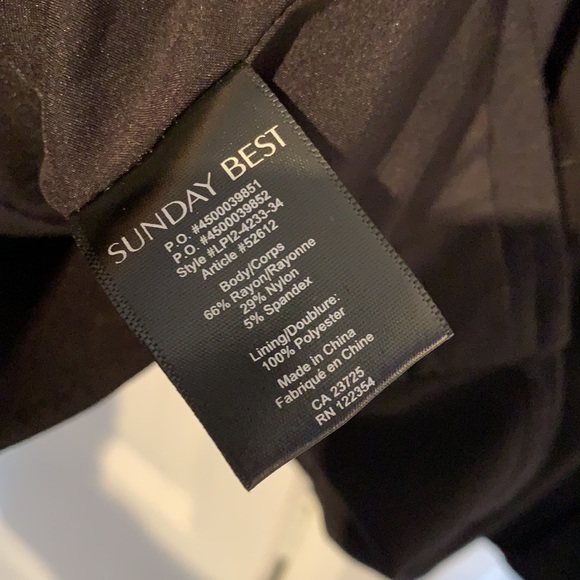 SUNDAY BEST
P.O. #4500039851
P.O. #4500039852
Style #LPI2-4233-34
Article #52612
Body/Corps
66% Rayon/Rayonne
29% Nylon
5% Spandex
Lining/Doublure:
100% Polyester
Made in China
Fabriqué en Chine
CA 23725
RN 122354